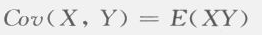 Cov(X, Y) = E(XY)